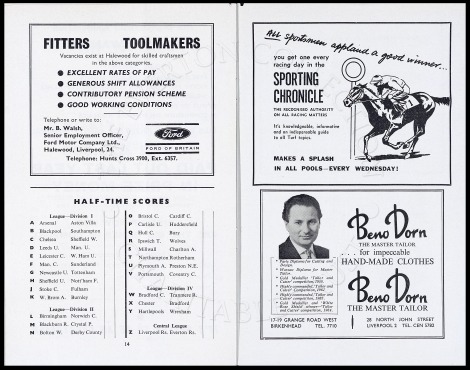 FITTERS TOOLMAKERS
Vacancies exist at Halewood for skilled craftsmen
in the above categories.
● EXCELLENT RATES OF PAY
● GENEROUS SHIFT ALLOWANCES
● CONTRIBUTORY PENSION SCHEME
● GOOD WORKING CONDITIONS
Telephone or write to:
Mr. B. Walsh,
Senior Employment Officer,
Ford Motor Company Ltd.,
Halewood, Liverpool, 24.
Telephone: Hunts Cross 3900, Ext. 6357.
Ford
FORD OF BRITAIN
HALF-TIME SCORES
League—Division I
A Arsenal Aston Villa
B Blackpool Southampton
C Chelsea Sheffield W.
D Leeds U. Man. U.
E Leicester C. W. Ham U.
F Man. C. Sunderland
G Newcastle U. Tottenham
H Sheffield U. Nott'ham F.
J Stoke C. Fulham
K W. Brom A. Burnley
League—Division II
L Birmingham Norwich C.
M Blackburn R. Crystal P.
N Bolton W. Derby County
O Bristol C. Cardiff C.
P Carlisle U. Huddersfield
Q Hull C. Bury
R Ipswich T. Wolves
S Millwall Charlton A.
T Northampton Rotherham
U Plymouth A. Preston N.E.
V Portsmouth Coventry C.
League—Division IV
W Bradford C. Tranmere R.
X Chester Bradford
Y Hartlepools Wrexham
Central League
Z Liverpool Rs. Everton Rs.
14
All sportsmen applaud a good winner...
you get one every
racing day in the
SPORTING
CHRONICLE
THE RECOGNISED AUTHORITY
ON ALL RACING MATTERS
It's knowledgeable, informative
and an indispensable guide
to all Turf topics.
MAKES A SPLASH
IN ALL POOLS—EVERY WEDNESDAY!
Beno Dorn
THE MASTER TAILOR
. . . for impeccable
HAND-MADE CLOTHES
Beno Dorn
THE MASTER TAILOR
17-19 GRANGE ROAD WEST
BIRKENHEAD TEL. 7710
28 NORTH JOHN STREET
LIVERPOOL 2 TEL. CEN 5783